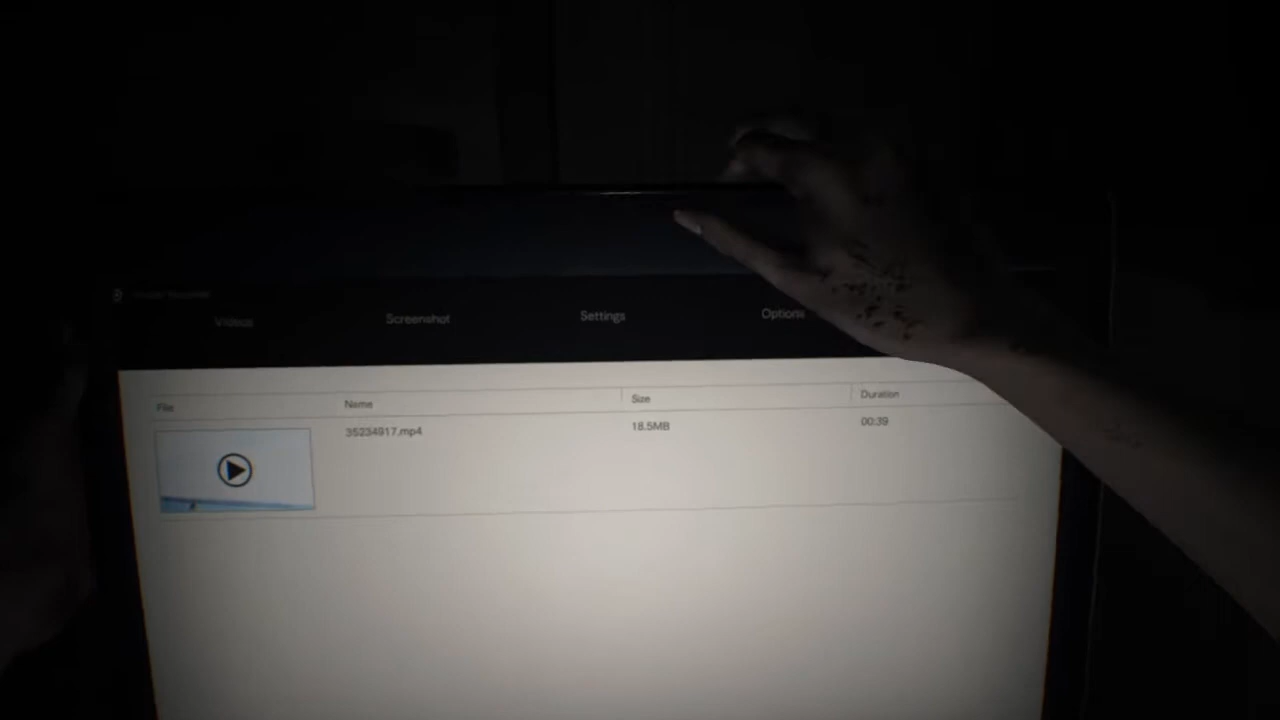 Videos Screenshot Settings Options
File Name Size Duration
35234917.mp4 18.5MB 00:39